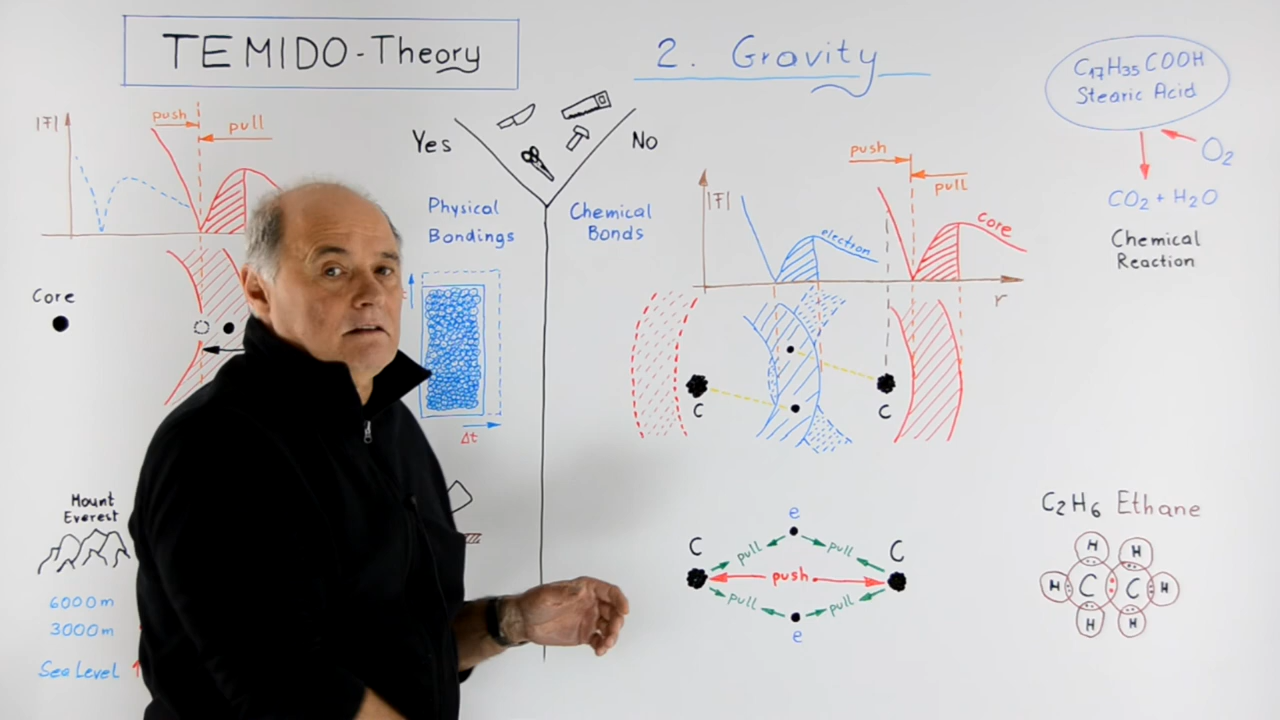 TEMIDO-Theory
2. Gravity
C17H35COOH
Stearic Acid
O2
CO2 + H2O
Chemical
Reaction
|F|
push
pull
Core
Yes
No
Physical
Bondings
Chemical
Bonds
Δt
push
pull
|F|
electron
core
r
C
C
Mount
Everest
6000m
3000m
Sea Level
e
C
C
pull
pull
push
pull
pull
e
C2H6 Ethane
H
H
H
C
C
H
H
H